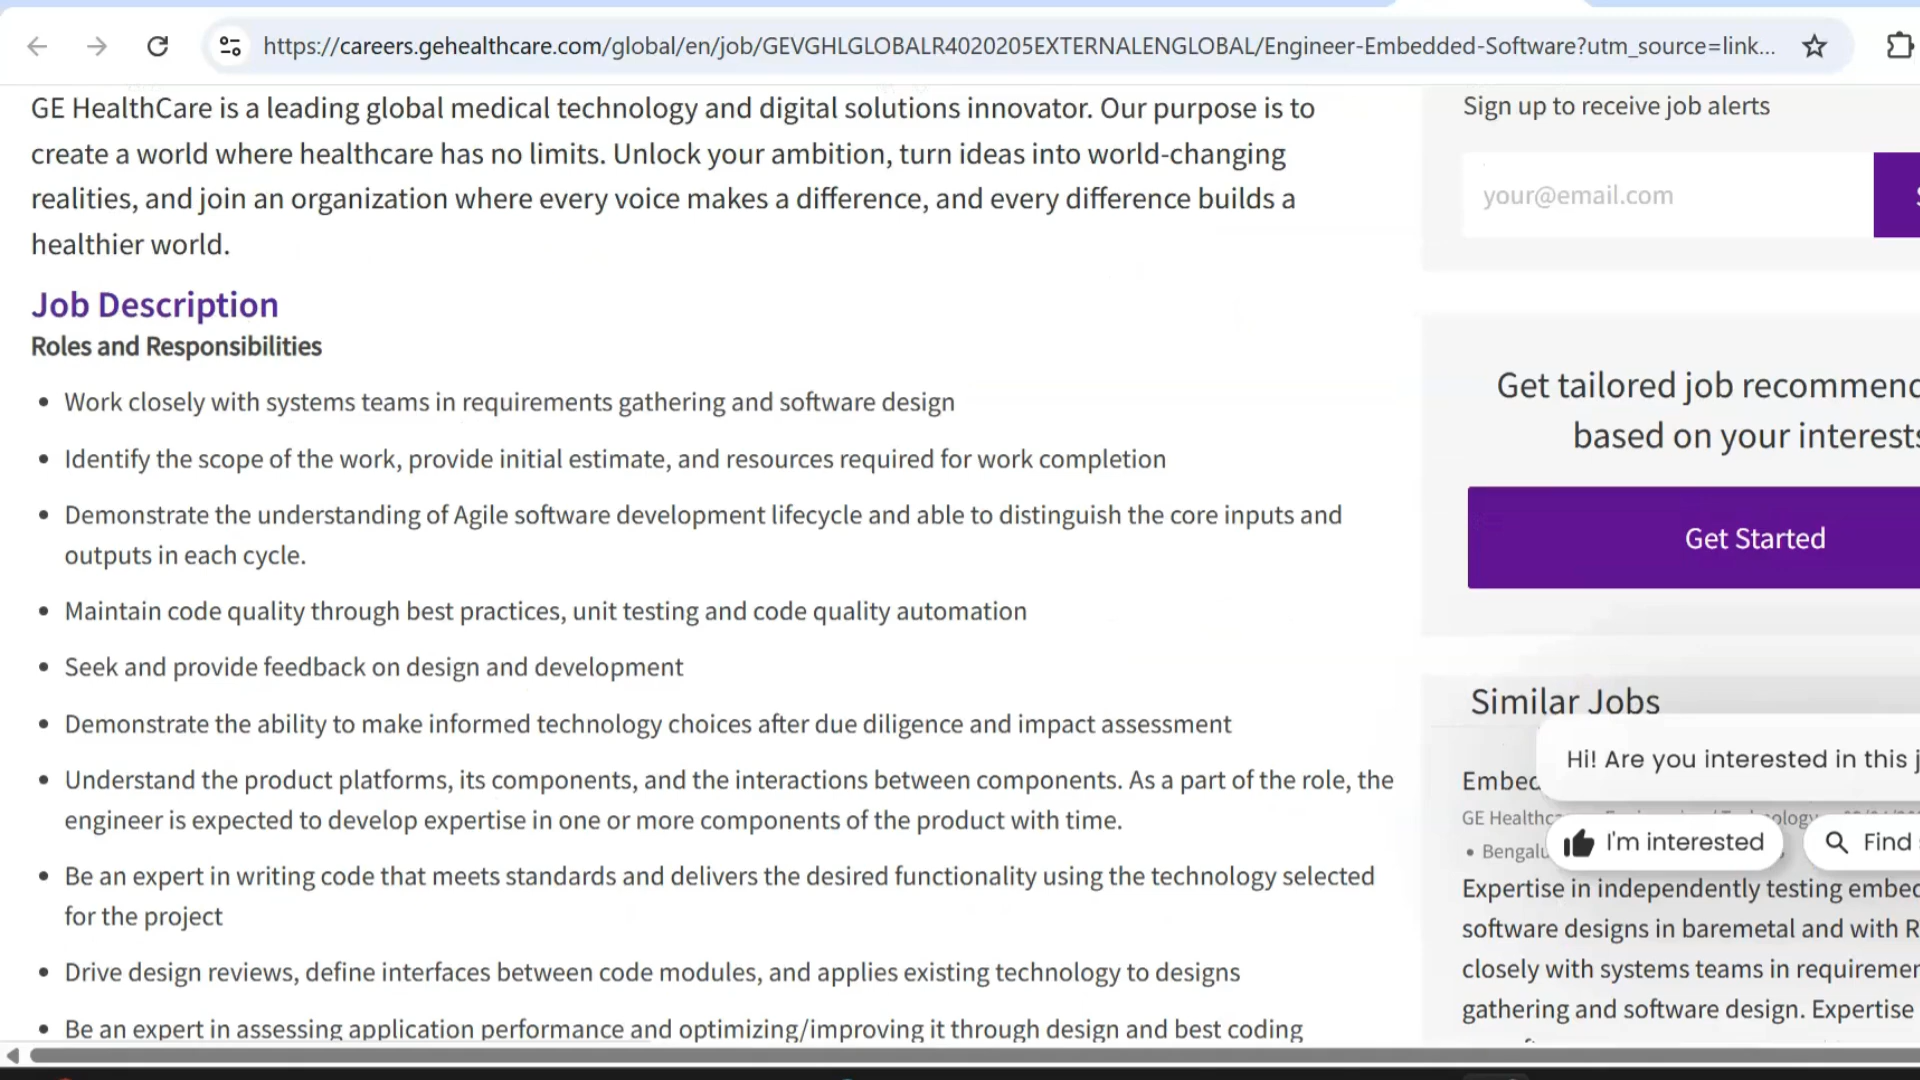 https://careers.gehealthcare.com/global/en/job/GEVGHLGLOBALR4020205EXTERNALENGLOBAL/Engineer-Embedded-Software?utm_source=link...
GE HealthCare is a leading global medical technology and digital solutions innovator. Our purpose is to
create a world where healthcare has no limits. Unlock your ambition, turn ideas into world-changing
realities, and join an organization where every voice makes a difference, and every difference builds a
healthier world.
Job Description
Roles and Responsibilities
• Work closely with systems teams in requirements gathering and software design
• Identify the scope of the work, provide initial estimate, and resources required for work completion
• Demonstrate the understanding of Agile software development lifecycle and able to distinguish the core inputs and
outputs in each cycle.
• Maintain code quality through best practices, unit testing and code quality automation
• Seek and provide feedback on design and development
• Demonstrate the ability to make informed technology choices after due diligence and impact assessment
• Understand the product platforms, its components, and the interactions between components. As a part of the role, the
engineer is expected to develop expertise in one or more components of the product with time.
• Be an expert in writing code that meets standards and delivers the desired functionality using the technology selected
for the project
• Drive design reviews, define interfaces between code modules, and applies existing technology to designs
• Be an expert in assessing application performance and optimizing/improving it through design and best coding
Sign up to receive job alerts
your@email.com
Get tailored job recommend
based on your interests
Get Started
Similar Jobs
Hi! Are you interested in this j
Embed
GE Healthc
• Bengalu
I'm interested
Find
Expertise in independently testing embed
software designs in baremetal and with R
closely with systems teams in requiremen
gathering and software design. Expertise